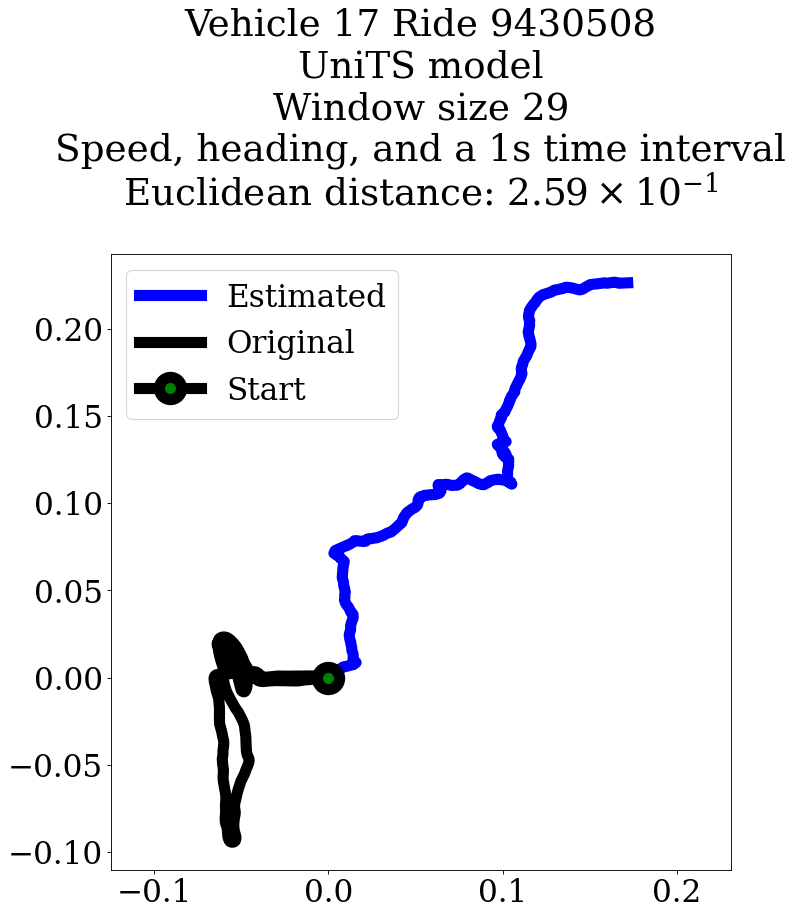 Vehicle 17 Ride 9430508
UniTS model
Window size 29
Speed, heading, and a 1s time interval
Euclidean distance: 2.59 × 10⁻¹
Estimated
Original
Start
0.20
0.15
0.10
0.05
0.00
−0.05
−0.10
−0.1 0.0 0.1 0.2